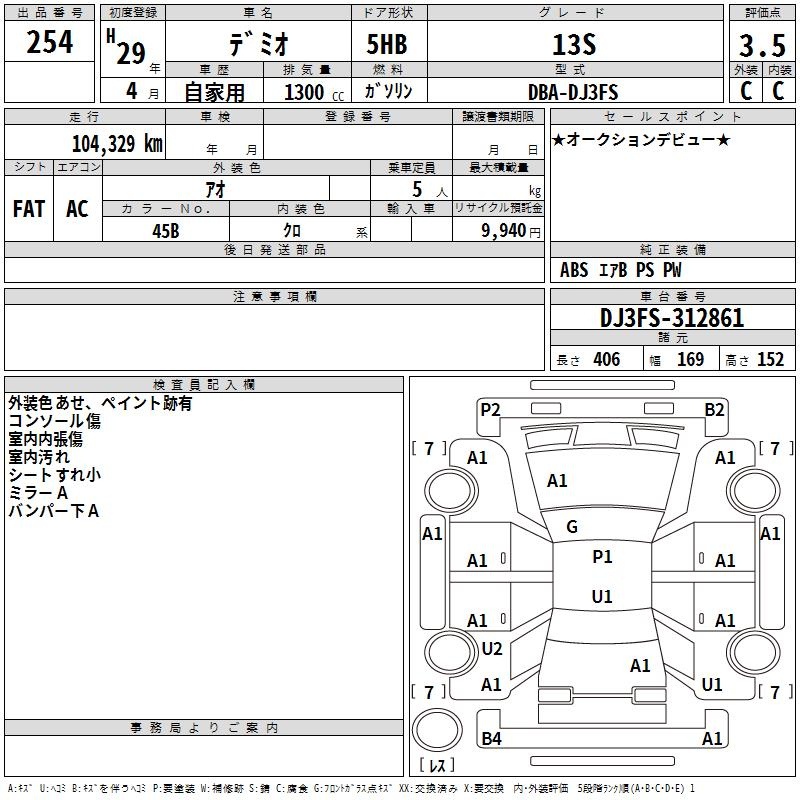 出品番号 初度登録 車名 ドア形状 グレード 評価点
254 H29年 デミオ 5HB 13S 3.5
車歴 排気量 燃料 型式 外装 内装
4月 自家用 1300cc ガソリン DBA-DJ3FS C C
走行 車検 登録番号 譲渡書類期限 セールスポイント
104,329 km 年 月 月 日 ★オークションデビュー★
シフト エアコン 外装色 乗車定員 最大積載量
FAT AC アオ 5人 kg
カラーNo. 内装色 輸入車 リサイクル預託金
45B クロ 系 9,940円
後日発送部品 純正装備
ABS エアB PS PW
注意事項欄 車台番号
DJ3FS-312861
諸元
長さ 406 幅 169 高さ 152
検査員記入欄
外装色あせ、ペイント跡有
コンソール傷
室内内張傷
室内汚れ
シートすれ小
ミラーA
バンパー下A
事務局よりご案内
P2 B2
[ 7 ] A1 A1 [ 7 ]
A1
G
A1 A1
A1 P1 A1
U1
A1 A1
U2
A1
[ 7 ] A1 U1 [ 7 ]
B4 A1
[ レス ]
A:キズ U:ヘコミ B:キズを伴うヘコミ P:要塗装 W:補修跡 S:錆 C:腐食 G:フロントガラス点キズ XX:交換済み X:要交換 内・外装評価 5段階ランク順(A・B・C・D・E) 1